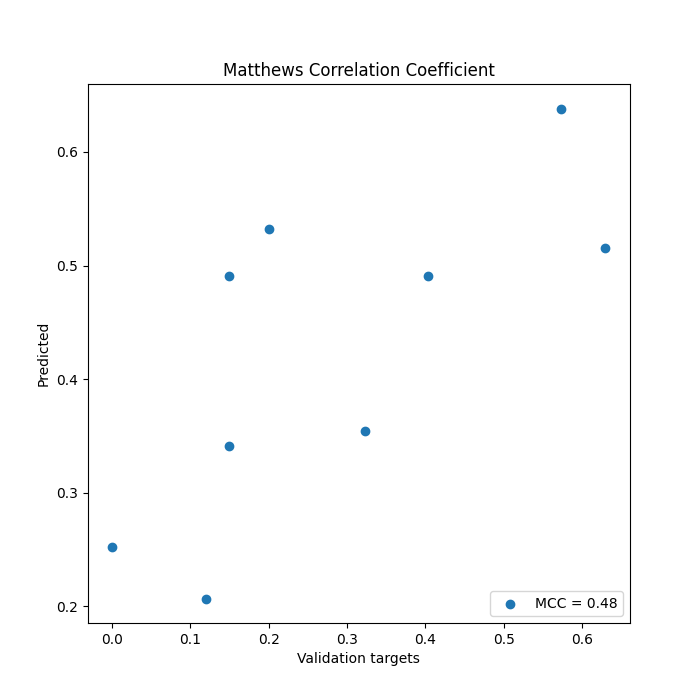 Matthews Correlation Coefficient
0.6
0.5
0.4
0.3
0.2
Predicted
MCC = 0.48
0.0 0.1 0.2 0.3 0.4 0.5 0.6
Validation targets